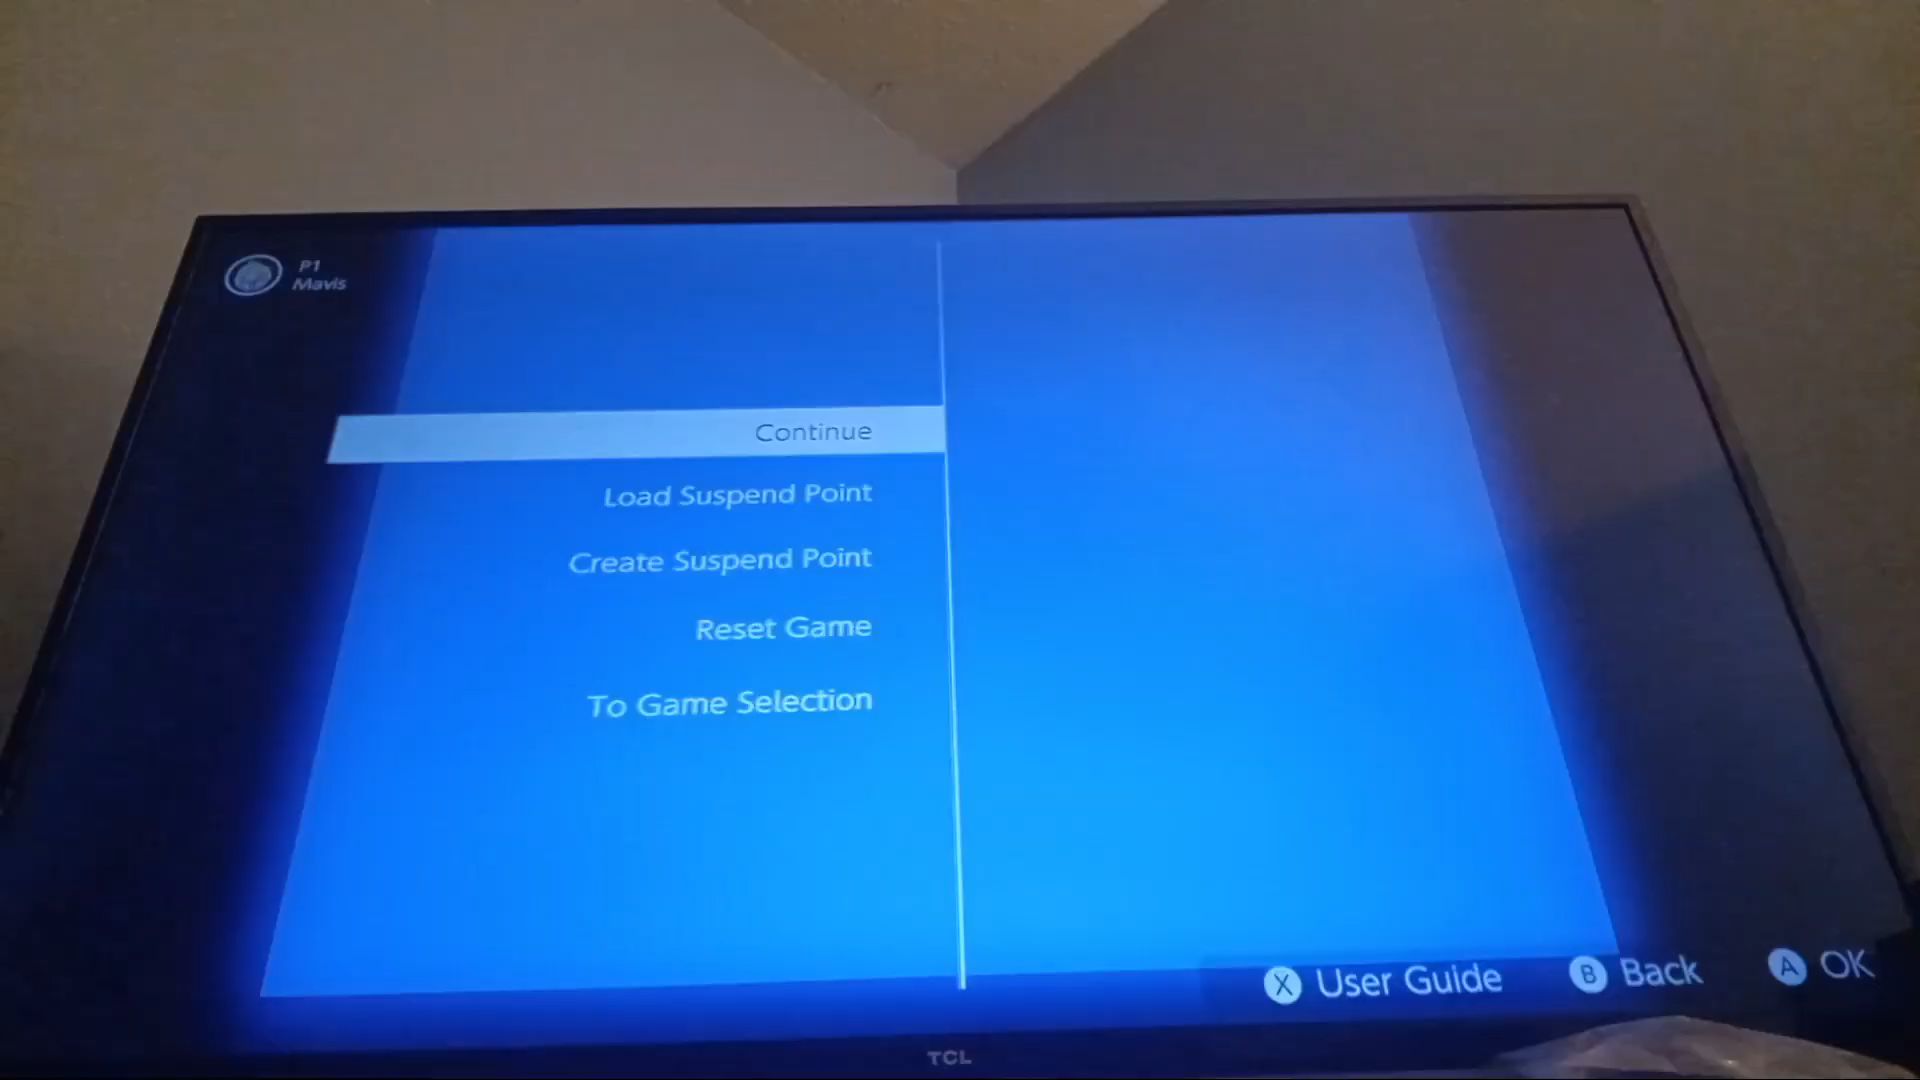 P1
Mavis
Continue
Load Suspend Point
Create Suspend Point
Reset Game
To Game Selection
X User Guide B Back A OK
TCL